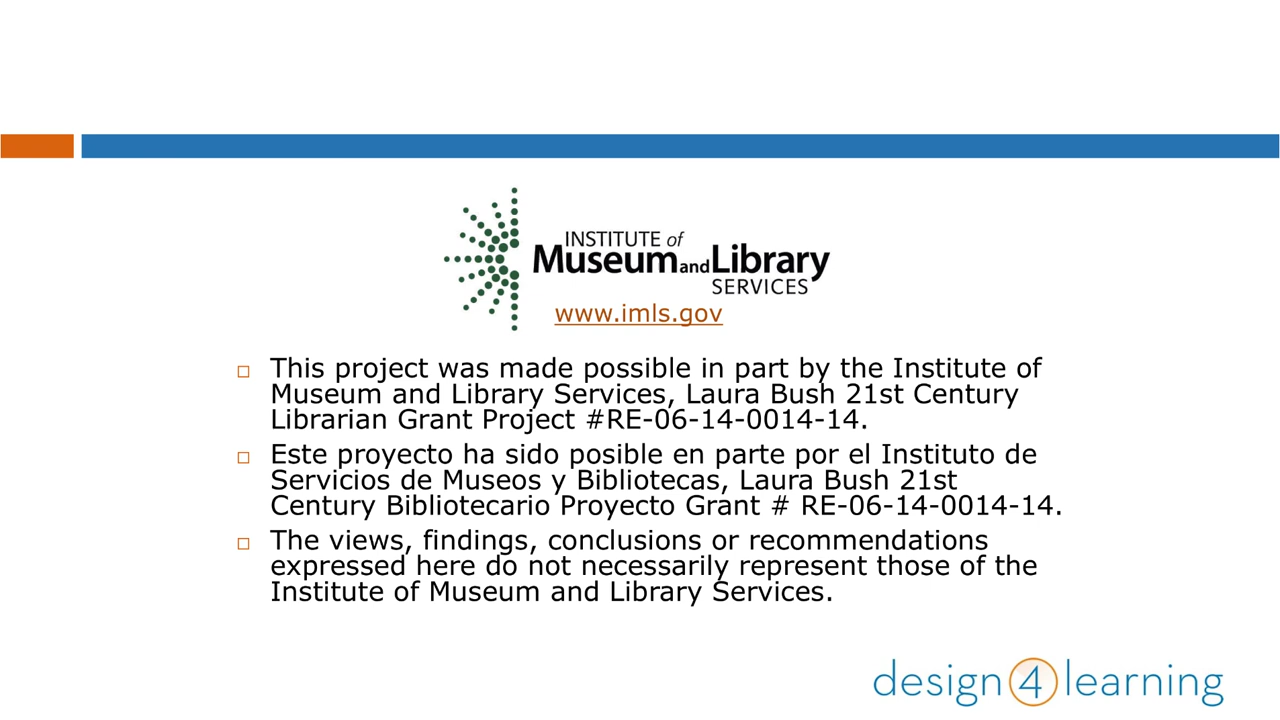 INSTITUTE of
Museum and Library
SERVICES
www.imls.gov
□ This project was made possible in part by the Institute of
Museum and Library Services, Laura Bush 21st Century
Librarian Grant Project #RE-06-14-0014-14.
□ Este proyecto ha sido posible en parte por el Instituto de
Servicios de Museos y Bibliotecas, Laura Bush 21st
Century Bibliotecario Proyecto Grant # RE-06-14-0014-14.
□ The views, findings, conclusions or recommendations
expressed here do not necessarily represent those of the
Institute of Museum and Library Services.
design 4 learning